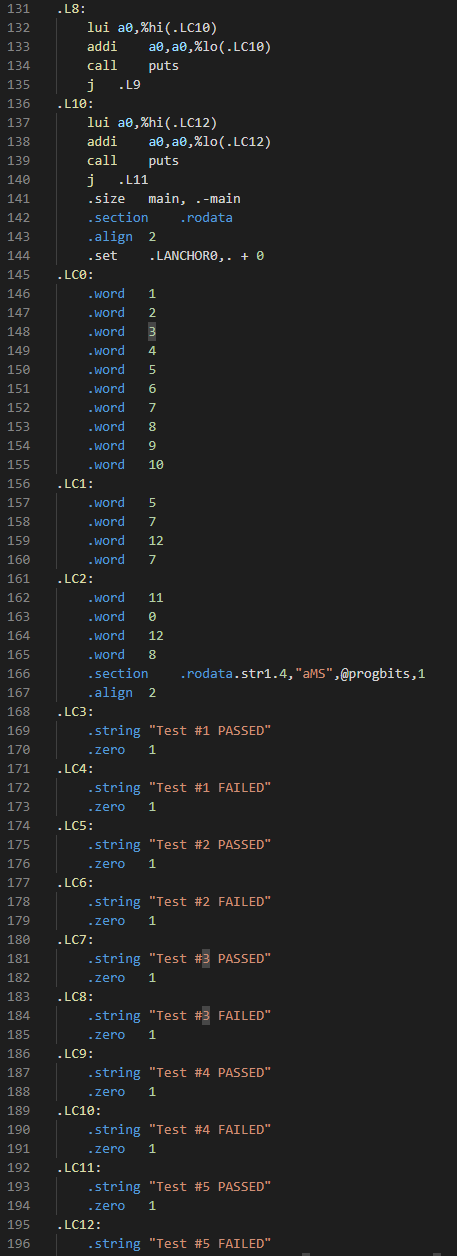 131 .L8:
132 lui a0,%hi(.LC10)
133 addi a0,a0,%lo(.LC10)
134 call puts
135 j .L9
136 .L10:
137 lui a0,%hi(.LC12)
138 addi a0,a0,%lo(.LC12)
139 call puts
140 j .L11
141 .size main, .-main
142 .section .rodata
143 .align 2
144 .set .LANCHOR0,. + 0
145 .LC0:
146 .word 1
147 .word 2
148 .word 3
149 .word 4
150 .word 5
151 .word 6
152 .word 7
153 .word 8
154 .word 9
155 .word 10
156 .LC1:
157 .word 5
158 .word 7
159 .word 12
160 .word 7
161 .LC2:
162 .word 11
163 .word 0
164 .word 12
165 .word 8
166 .section .rodata.str1.4,"aMS",@progbits,1
167 .align 2
168 .LC3:
169 .string "Test #1 PASSED"
170 .zero 1
171 .LC4:
172 .string "Test #1 FAILED"
173 .zero 1
174 .LC5:
175 .string "Test #2 PASSED"
176 .zero 1
177 .LC6:
178 .string "Test #2 FAILED"
179 .zero 1
180 .LC7:
181 .string "Test #3 PASSED"
182 .zero 1
183 .LC8:
184 .string "Test #3 FAILED"
185 .zero 1
186 .LC9:
187 .string "Test #4 PASSED"
188 .zero 1
189 .LC10:
190 .string "Test #4 FAILED"
191 .zero 1
192 .LC11:
193 .string "Test #5 PASSED"
194 .zero 1
195 .LC12:
196 .string "Test #5 FAILED"